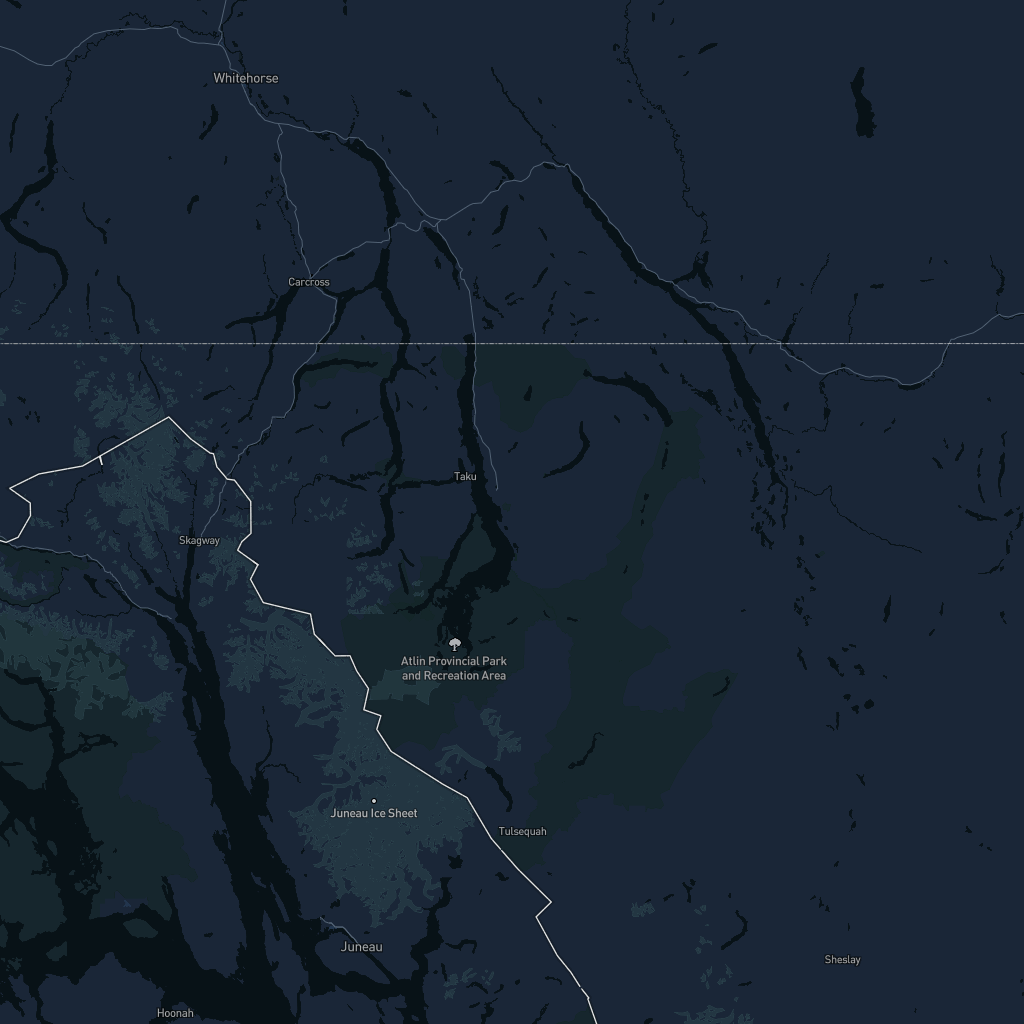 Whitehorse
Carcross
Taku
Skagway
Atlin Provincial Park
and Recreation Area
Juneau Ice Sheet
Tulsequah
Juneau
Sheslay
Hoonah